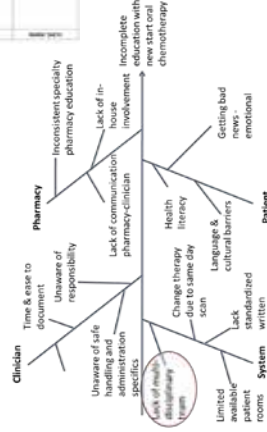 Incomplete
education with
new start oral
chemotherapy
Pharmacy
Inconsistent specialty
pharmacy education
Lack of in-
house
involvement
Lack of communication
pharmacy-clinician
Clinician
Time & ease to
document
Unaware of
responsibility
Unaware of safe
handling and
administration
specifics
Getting bad
news -
emotional
Health
literacy
Language &
cultural barriers
Patient
Change therapy
due to same day
scan
Lack of
disciplinary
team
Lack
standardized
written
Limited
available
patient
rooms
System